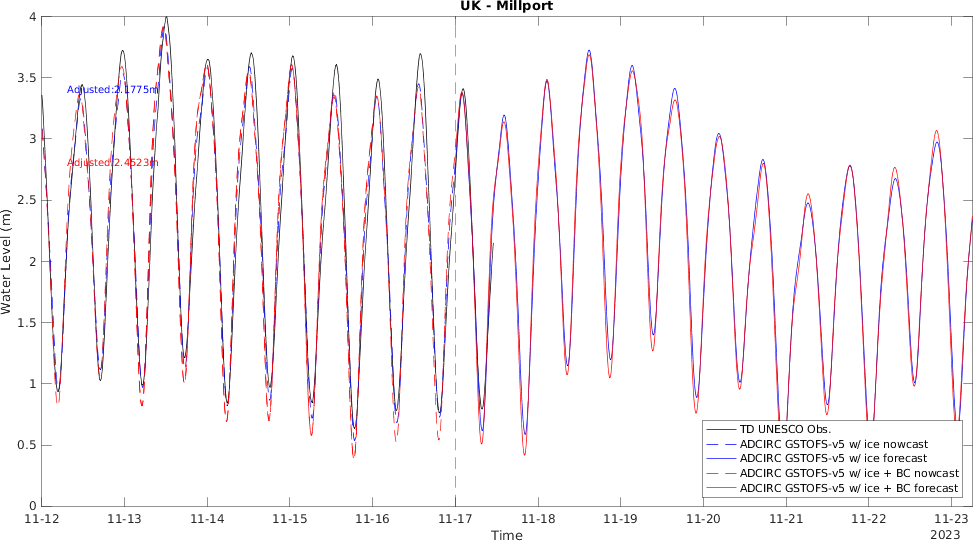 UK - Millport
4
3.5
3
2.5
2
1.5
1
0.5
0
Water Level (m)
Adjusted:2.1775m
Adjusted:2.4523m
TD UNESCO Obs.
ADCIRC GSTOFS-v5 w/ ice nowcast
ADCIRC GSTOFS-v5 w/ ice forecast
ADCIRC GSTOFS-v5 w/ ice + BC nowcast
ADCIRC GSTOFS-v5 w/ ice + BC forecast
11-12 11-13 11-14 11-15 11-16 11-17 11-18 11-19 11-20 11-21 11-22 11-23
2023
Time